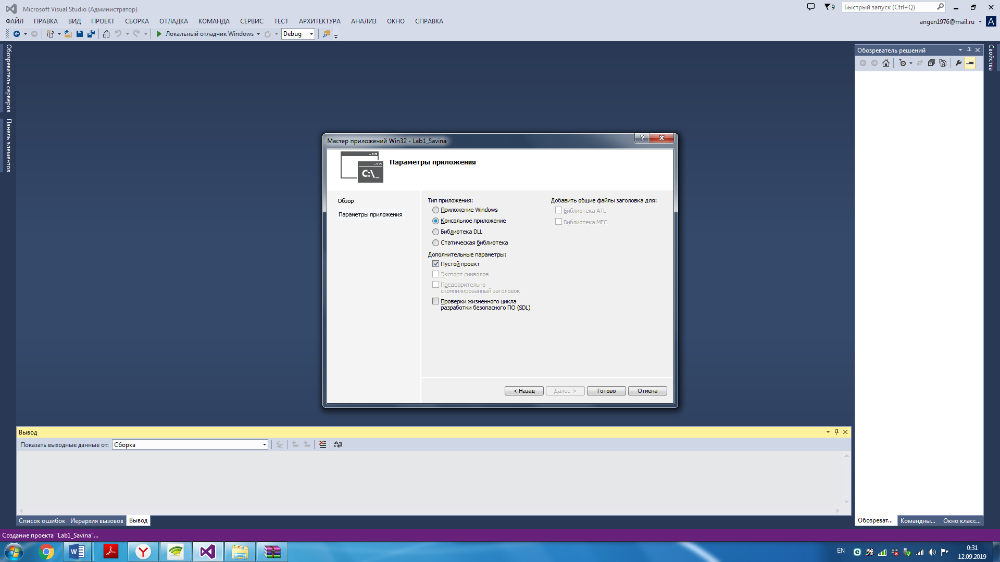 Microsoft Visual Studio (Администратор)
9
Быстрый запуск (Ctrl+Q)
ФАЙЛ ПРАВКА ВИД ПРОЕКТ СБОРКА ОТЛАДКА КОМАНДА СЕРВИС ТЕСТ АРХИТЕКТУРА АНАЛИЗ ОКНО СПРАВКА
angen1976@mail.ru
A
Локальный отладчик Windows
Debug
Обозреватель серверов
Панель элементов
Обозреватель решений
Свойства
Мастер приложений Win32 - Lab1_Savina
?
C:\_
Параметры приложения
Обзор
Параметры приложения
Тип приложения:
Приложение Windows
Консольное приложение
Библиотека DLL
Статическая библиотека
Дополнительные параметры:
Пустой проект
Экспорт символов
Предварительно
скомпилированный заголовок
Проверки жизненного цикла
разработки безопасного ПО (SDL)
Добавить общие файлы заголовка для:
Библиотека ATL
Библиотека MFC
< Назад
Далее >
Готово
Отмена
Вывод
Показать выходные данные от:
Сборка
Список ошибок
Иерархия вызовов
Вывод
Обозреват...
Командны...
Окно класс...
Создание проекта "Lab1_Savina"...
EN
0:31
12.09.2019